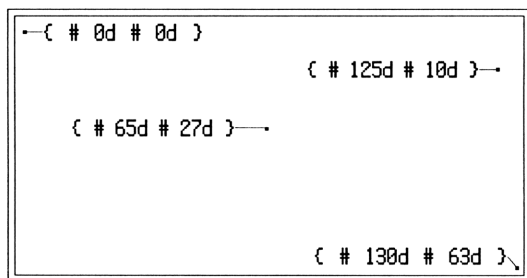 { # 0d # 0d }
{ # 125d # 10d }
{ # 65d # 27d }
{ # 130d # 63d }